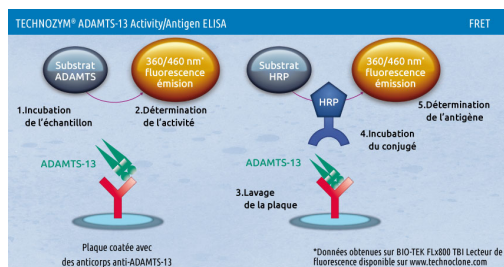 TECHNOZYM® ADAMTS-13 Activity/Antigen ELISA
FRET
Substrat
ADAMTS
360/460 nm*
fluorescence
émision
1.Incubation
de l'échantillon
2.Détermination
de l'activité
ADAMTS-13
Plaque coatée avec
des anticorps anti-ADAMTS-13
Substrat
HRP
360/460 nm*
fluorescence
émission
HRP
5.Détermination
de l'antigène
4.Incubation
du conjugé
ADAMTS-13
3.Lavage
de la plaque
*Données obtenues sur BIO-TEK FLx800 TBI Lecteur de
fluorescence disponible sur www.technoclone.com